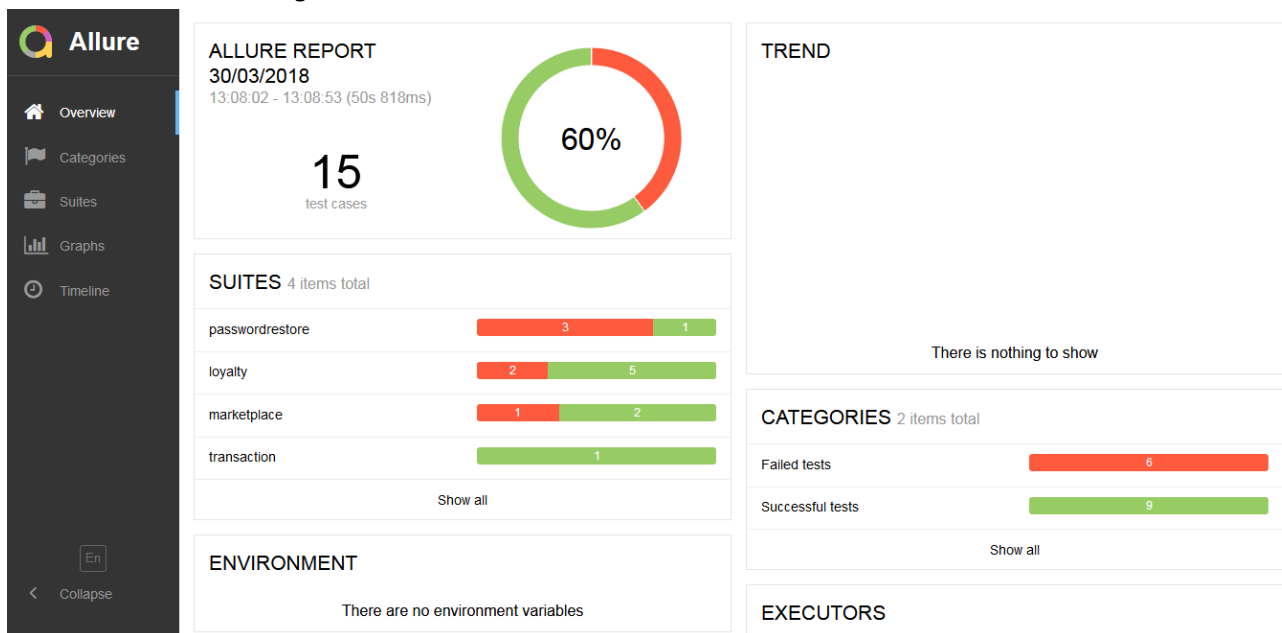 Allure
Overview
Categories
Suites
Graphs
Timeline
En
Collapse
ALLURE REPORT
30/03/2018
13:08:02 - 13:08:53 (50s 818ms)
15
test cases
60%
SUITES 4 items total
passwordrestore 3 1
loyalty 2 5
marketplace 1 2
transaction 1
Show all
ENVIRONMENT
There are no environment variables
TREND
There is nothing to show
CATEGORIES 2 items total
Failed tests 6
Successful tests 9
Show all
EXECUTORS